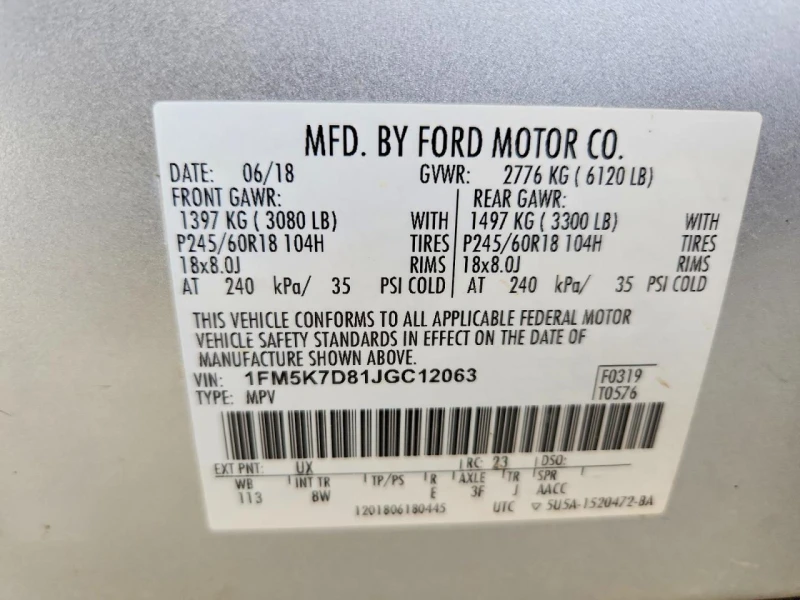 MFD. BY FORD MOTOR CO.
DATE: 06/18 GVWR: 2776 KG ( 6120 LB)
FRONT GAWR: REAR GAWR:
1397 KG ( 3080 LB) WITH 1497 KG ( 3300 LB) WITH
P245/60R18 104H TIRES P245/60R18 104H TIRES
18x8.0J RIMS 18x8.0J RIMS
AT 240 kPa/ 35 PSI COLD AT 240 kPa/ 35 PSI COLD
THIS VEHICLE CONFORMS TO ALL APPLICABLE FEDERAL MOTOR
VEHICLE SAFETY STANDARDS IN EFFECT ON THE DATE OF
MANUFACTURE SHOWN ABOVE.
VIN: 1FM5K7D81JGC12063 F0319
TYPE: MPV T0576
EXT PNT: UX RC: 23 DSO:
WB INT TR TP/PS R AXLE TR SPR
113 8W E 3F J AACC
1201806180445 UTC ▽ 5U5A-1520472-BA